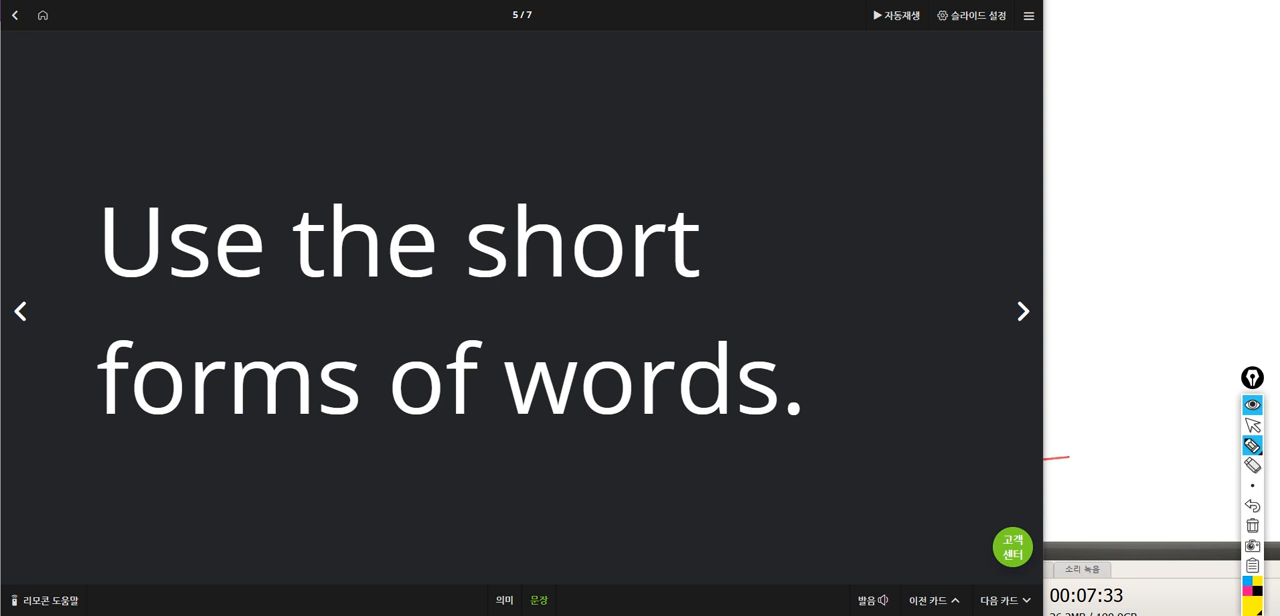 5 / 7
자동재생
슬라이드 설정
Use the short
forms of words.
고객
센터
리모콘 도움말
의미
문장
발음
이전 카드
다음 카드
소리 녹음
00:07:33